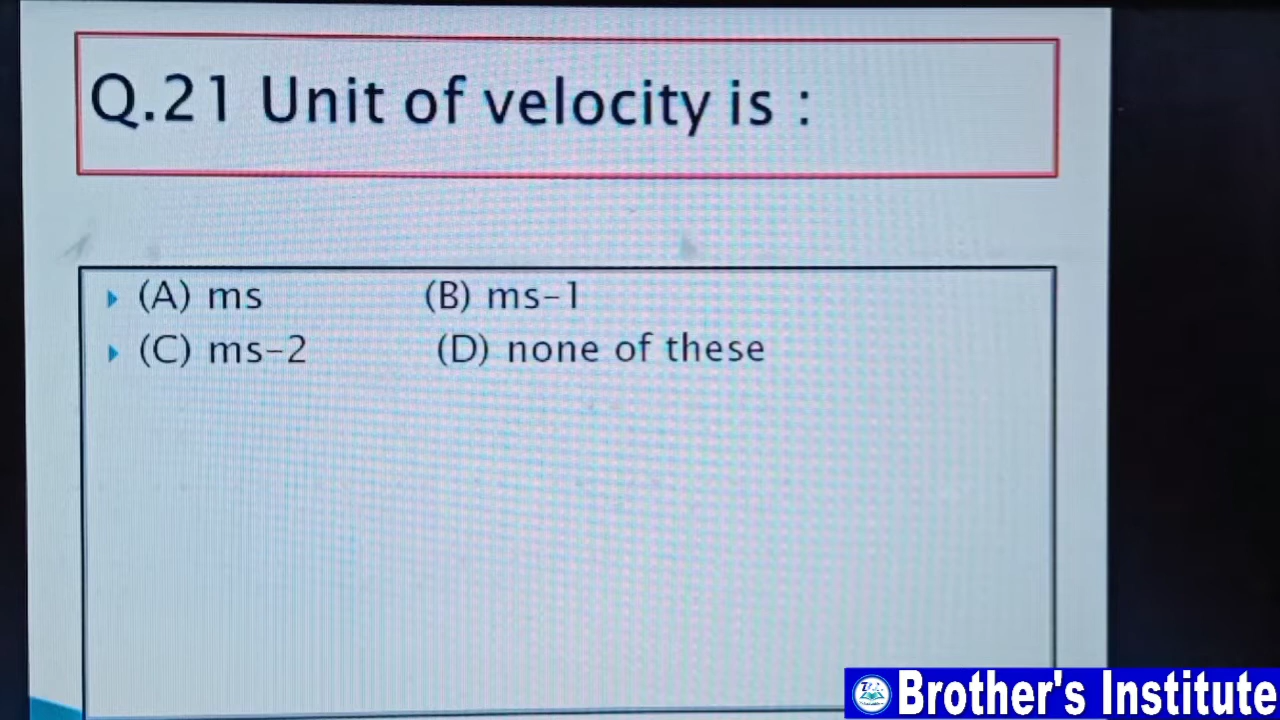 Q.21 Unit of velocity is :
(A) ms (B) ms-1
(C) ms-2 (D) none of these
Brother's Institute